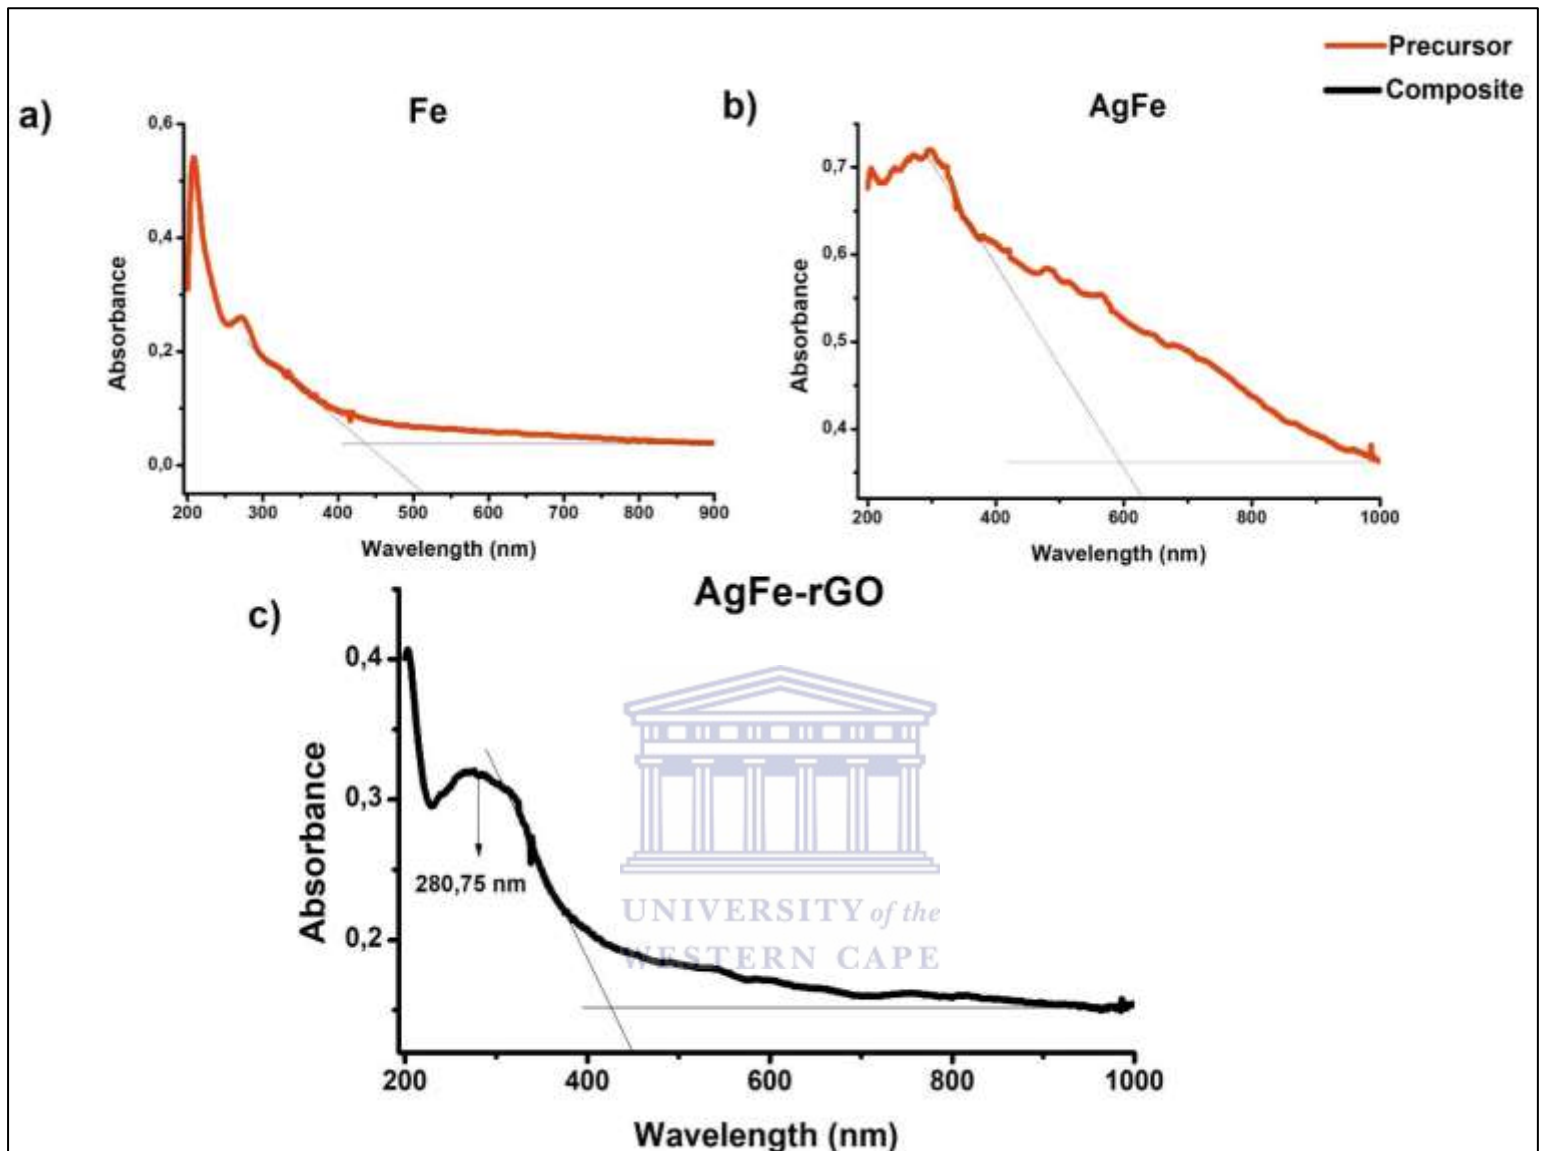 Precursor
Composite
a)
Fe
0,6
0,4
0,2
0,0
Absorbance
200 300 400 500 600 700 800 900
Wavelength (nm)
b)
AgFe
0,7
0,6
0,5
0,4
Absorbance
200 400 600 800 1000
Wavelength (nm)
c)
AgFe-rGO
0,4
0,3
0,2
Absorbance
280,75 nm
UNIVERSITY of the
WESTERN CAPE
200 400 600 800 1000
Wavelength (nm)